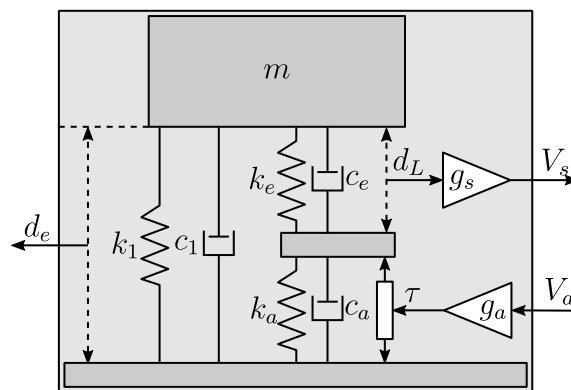 m
d_L
V_s
k_e
c_e
g_s
d_e
k_1
c_1
τ
V_a
k_a
c_a
g_a